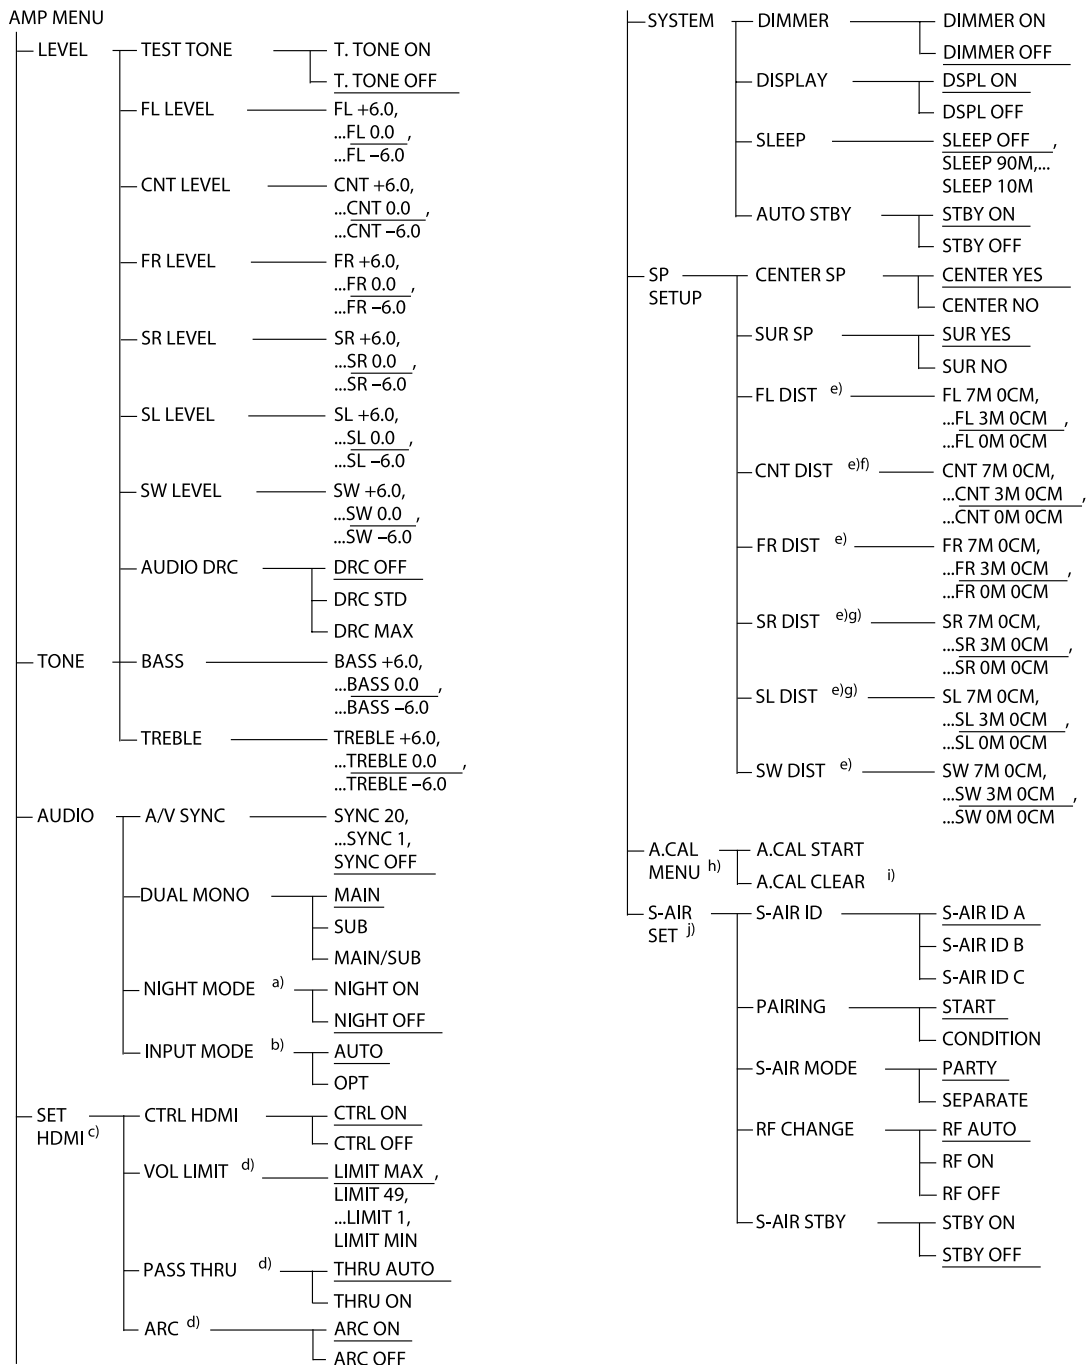 AMP MENU
LEVEL TEST TONE T. TONE ON
T. TONE OFF
FL LEVEL FL +6.0,
...FL 0.0 ,
...FL –6.0
CNT LEVEL CNT +6.0,
...CNT 0.0 ,
...CNT –6.0
FR LEVEL FR +6.0,
...FR 0.0 ,
...FR –6.0
SR LEVEL SR +6.0,
...SR 0.0 ,
...SR –6.0
SL LEVEL SL +6.0,
...SL 0.0 ,
...SL –6.0
SW LEVEL SW +6.0,
...SW 0.0 ,
...SW –6.0
AUDIO DRC DRC OFF
DRC STD
DRC MAX
TONE BASS BASS +6.0,
...BASS 0.0 ,
...BASS –6.0
TREBLE TREBLE +6.0,
...TREBLE 0.0 ,
...TREBLE –6.0
AUDIO A/V SYNC SYNC 20,
...SYNC 1,
SYNC OFF
DUAL MONO MAIN
SUB
MAIN/SUB
NIGHT MODE a) NIGHT ON
NIGHT OFF
INPUT MODE b) AUTO
OPT
SET CTRL HDMI CTRL ON
HDMI c) CTRL OFF
VOL LIMIT d) LIMIT MAX ,
LIMIT 49,
...LIMIT 1,
LIMIT MIN
PASS THRU d) THRU AUTO
THRU ON
ARC d) ARC ON
ARC OFF
SYSTEM DIMMER DIMMER ON
DIMMER OFF
DISPLAY DSPL ON
DSPL OFF
SLEEP SLEEP OFF ,
SLEEP 90M,...
SLEEP 10M
AUTO STBY STBY ON
STBY OFF
SP CENTER SP CENTER YES
SETUP CENTER NO
SUR SP SUR YES
SUR NO
FL DIST e) FL 7M 0CM,
...FL 3M 0CM ,
...FL 0M 0CM
CNT DIST e)f) CNT 7M 0CM,
...CNT 3M 0CM ,
...CNT 0M 0CM
FR DIST e) FR 7M 0CM,
...FR 3M 0CM ,
...FR 0M 0CM
SR DIST e)g) SR 7M 0CM,
...SR 3M 0CM ,
...SR 0M 0CM
SL DIST e)g) SL 7M 0CM,
...SL 3M 0CM ,
...SL 0M 0CM
SW DIST e) SW 7M 0CM,
...SW 3M 0CM ,
...SW 0M 0CM
A.CAL A.CAL START
MENU h) A.CAL CLEAR i)
S-AIR S-AIR ID S-AIR ID A
SET j) S-AIR ID B
S-AIR ID C
PAIRING START
CONDITION
S-AIR MODE PARTY
SEPARATE
RF CHANGE RF AUTO
RF ON
RF OFF
S-AIR STBY STBY ON
STBY OFF